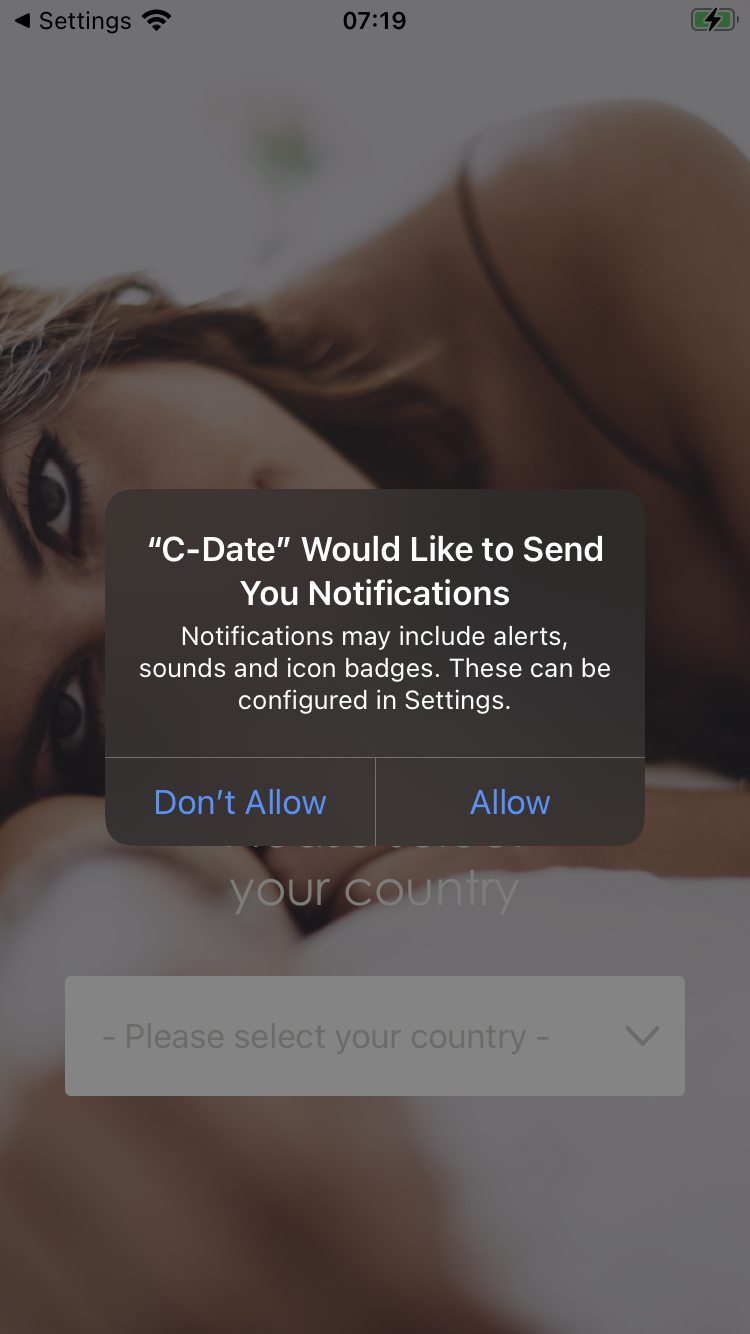 Settings
07:19
“C-Date” Would Like to Send
You Notifications
Notifications may include alerts,
sounds and icon badges. These can be
configured in Settings.
Don’t Allow
Allow
your country
- Please select your country -